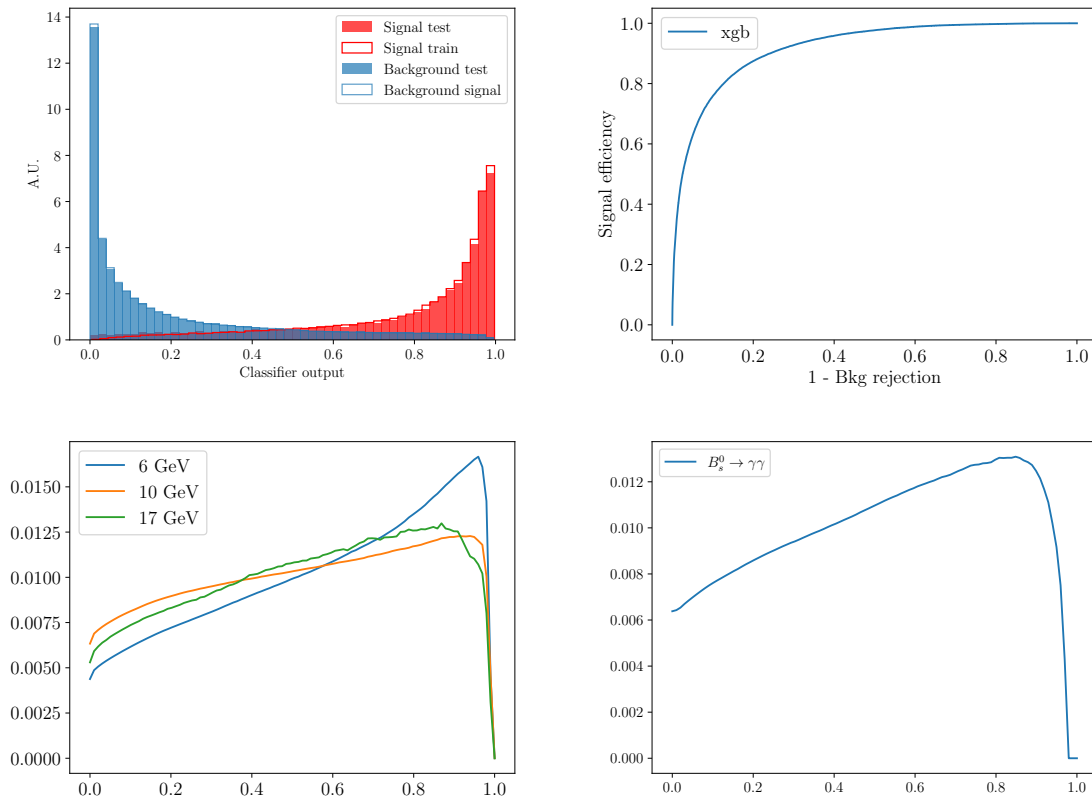 14
12
10
8
6
4
2
0
A.U.
Signal test
Signal train
Background test
Background signal
0.0 0.2 0.4 0.6 0.8 1.0
Classifier output
1.0
0.8
0.6
0.4
0.2
0.0
Signal efficiency
xgb
0.0 0.2 0.4 0.6 0.8 1.0
1 - Bkg rejection
0.0150
0.0125
0.0100
0.0075
0.0050
0.0025
0.0000
6 GeV
10 GeV
17 GeV
0.0 0.2 0.4 0.6 0.8 1.0
0.012
0.010
0.008
0.006
0.004
0.002
0.000
$B_s^0 \to \gamma\gamma$
0.0 0.2 0.4 0.6 0.8 1.0